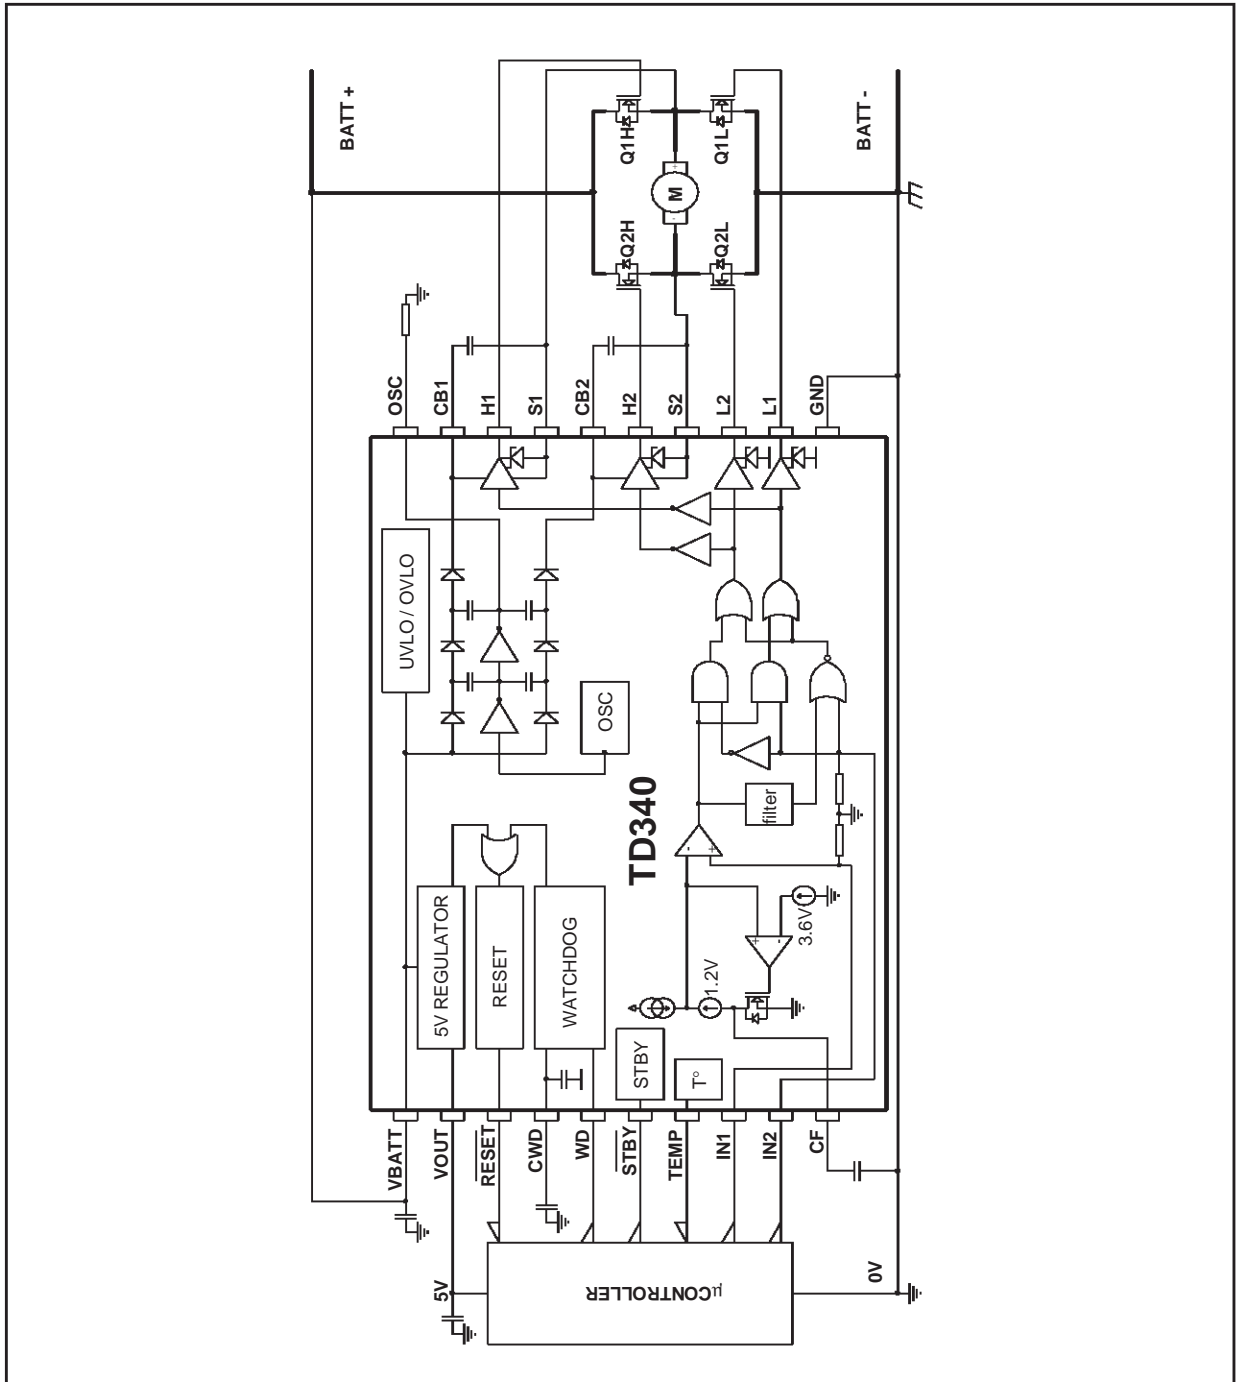 BATT +
BATT -
Q1H
Q1L
M
+
-
Q2H
Q2L
OSC
CB1
H1
S1
CB2
H2
S2
L2
L1
GND
UVLO / OVLO
OSC
TD340
filter
-
+
5V REGULATOR
RESET
WATCHDOG
+
-
3.6V
1.2V
STBY
T°
VBATT
VOUT
RESET
CWD
WD
STBY
TEMP
IN1
IN2
CF
5V
µCONTROLLER
0V